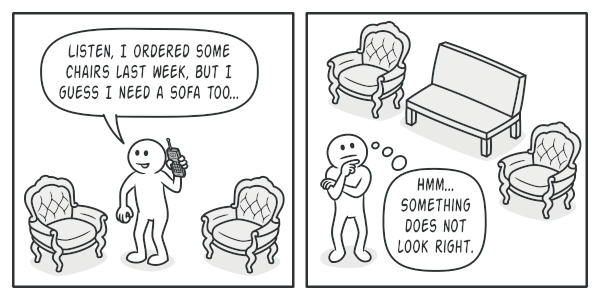 LISTEN, I ORDERED SOME
CHAIRS LAST WEEK, BUT I
GUESS I NEED A SOFA TOO...
HMM...
SOMETHING
DOES NOT
LOOK RIGHT.